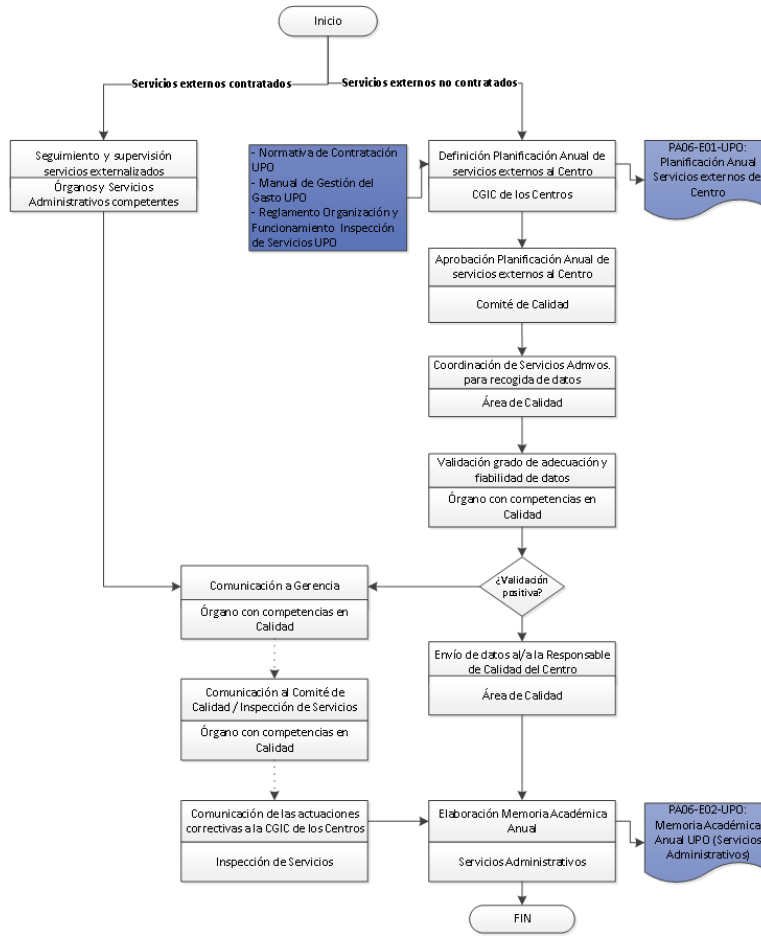 Inicio
Servicios externos contratados
Servicios externos no contratados
Seguimiento y supervisión
servicios externalizados
Órganos y Servicios
Administrativos competentes
- Normativa de Contratación
UPO
- Manual de Gestión del
Gasto UPO
- Reglamento Organización y
Funcionamiento Inspección
de Servicios UPO
Definición Planificación Anual de
servicios externos al Centro
CGIC de los Centros
PA06-E01-UPO:
Planificación Anual
Servicios externos de
Centro
Aprobación Planificación Anual de
servicios externos al Centro
Comité de Calidad
Coordinación de Servicios Admvos.
para recogida de datos
Área de Calidad
Validación grado de adecuación y
fiabilidad de datos
Órgano con competencias en
Calidad
¿Validación
positiva?
Comunicación a Gerencia
Órgano con competencias en
Calidad
Envío de datos al/a la Responsable
de Calidad del Centro
Área de Calidad
Comunicación al Comité de
Calidad / Inspección de Servicios
Órgano con competencias en
Calidad
Comunicación de las actuaciones
correctivas a la CGIC de los Centros
Inspección de Servicios
Elaboración Memoria Académica
Anual
Servicios Administrativos
PA06-E02-UPO:
Memoria Académica
Anual UPO (Servicios
Administrativos)
FIN